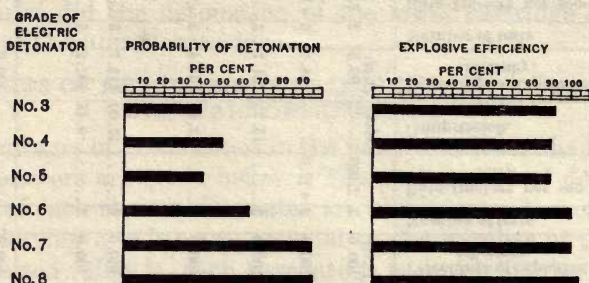 GRADE OF
ELECTRIC
DETONATOR
PROBABILITY OF DETONATION
PER CENT
10 20 30 40 50 60 70 80 90
EXPLOSIVE EFFICIENCY
PER CENT
10 20 30 40 50 60 70 80 90 100
No.3
No.4
No.5
No.6
No.7
No.8